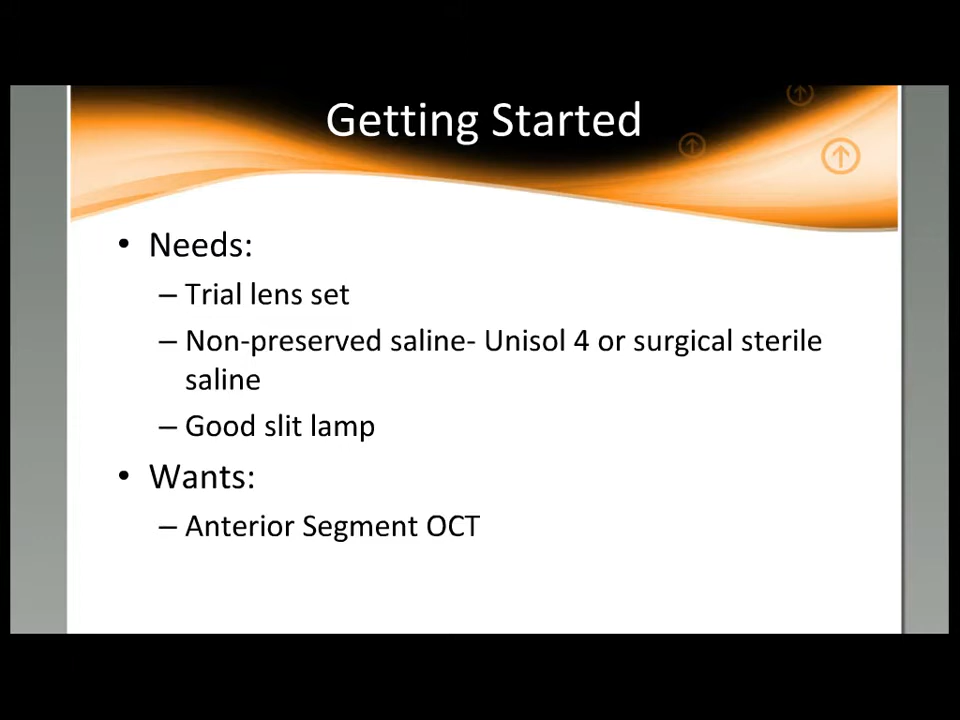 Getting Started
• Needs:
– Trial lens set
– Non-preserved saline- Unisol 4 or surgical sterile
saline
– Good slit lamp
• Wants:
– Anterior Segment OCT